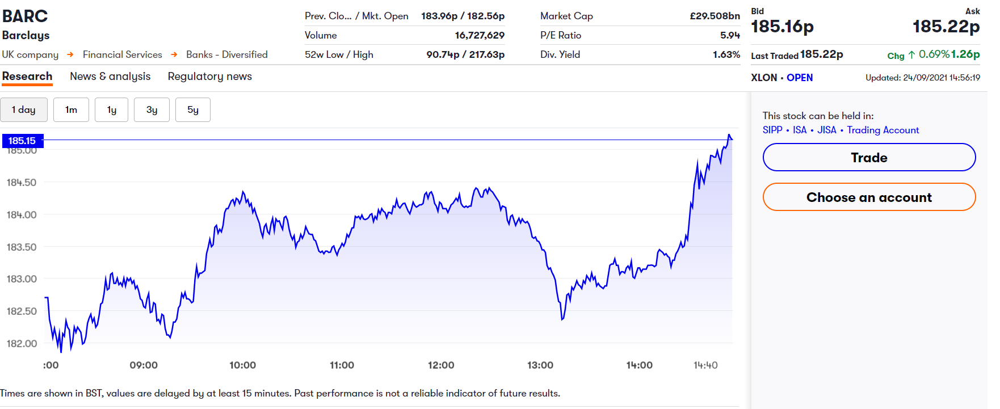 BARC
Barclays
UK company → Financial Services → Banks - Diversified
Prev. Clo... / Mkt. Open 183.96p / 182.56p
Volume 16,727,629
52w Low / High 90.74p / 217.63p
Market Cap £29.508bn
P/E Ratio 5.94
Div. Yield 1.63%
Bid Ask
185.16p 185.22p
Last Traded 185.22p Chg ↑ 0.69% 1.26p
XLON • OPEN Updated: 24/09/2021 14:56:19
Research News & analysis Regulatory news
1 day 1m 1y 3y 5y
185.15
185.00
184.50
184.00
183.50
183.00
182.50
182.00
:00 09:00 10:00 11:00 12:00 13:00 14:00 14:40
Times are shown in BST, values are delayed by at least 15 minutes. Past performance is not a reliable indicator of future results.
This stock can be held in:
SIPP • ISA • JISA • Trading Account
Trade
Choose an account